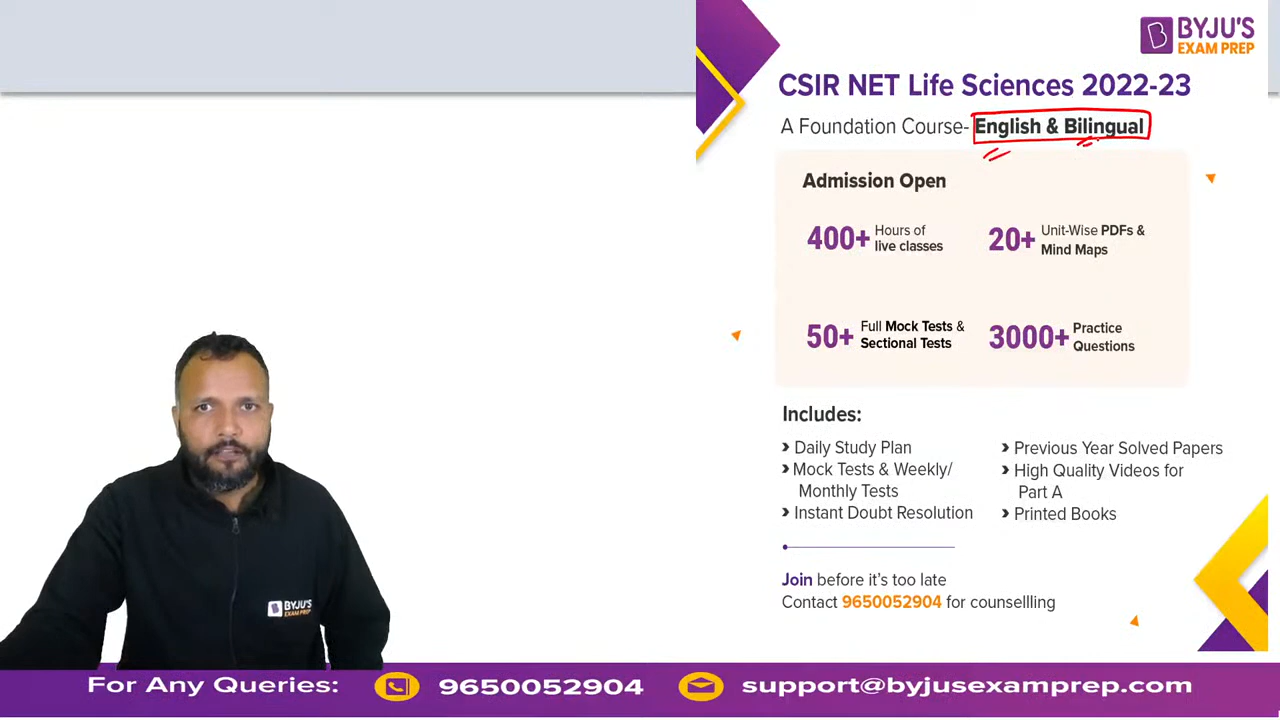 BYJU'S
EXAM PREP
CSIR NET Life Sciences 2022-23
A Foundation Course- English & Bilingual
Admission Open
400+ Hours of live classes
20+ Unit-Wise PDFs & Mind Maps
50+ Full Mock Tests & Sectional Tests
3000+ Practice Questions
Includes:
› Daily Study Plan
› Mock Tests & Weekly/
Monthly Tests
› Instant Doubt Resolution
› Previous Year Solved Papers
› High Quality Videos for
Part A
› Printed Books
Join before it's too late
Contact 9650052904 for counsellling
BYJU'S
EXAM PREP
For Any Queries: 9650052904 support@byjusexamprep.com